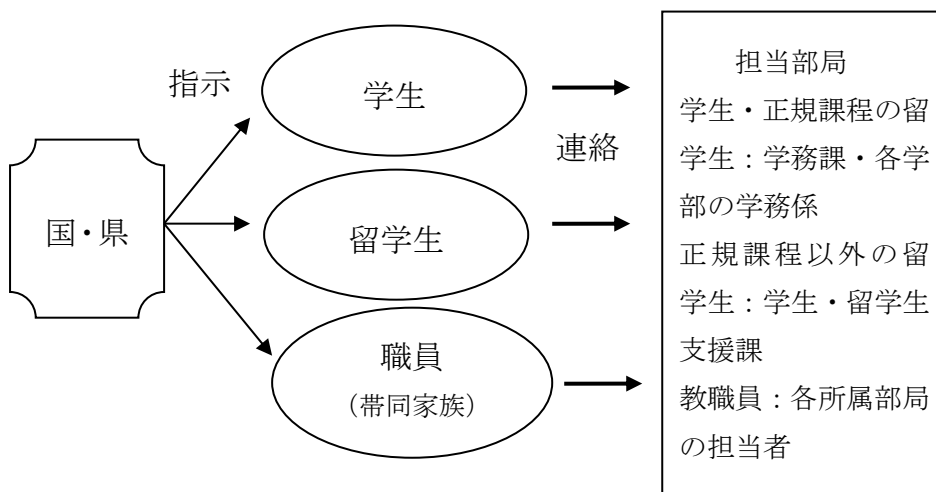 指示
学生
連絡
国・県
留学生
職員
（帯同家族）
担当部局
学生・正規課程の留
学生：学務課・各学
部の学務係
正規課程以外の留
学生：学生・留学生
支援課
教職員：各所属部局
の担当者